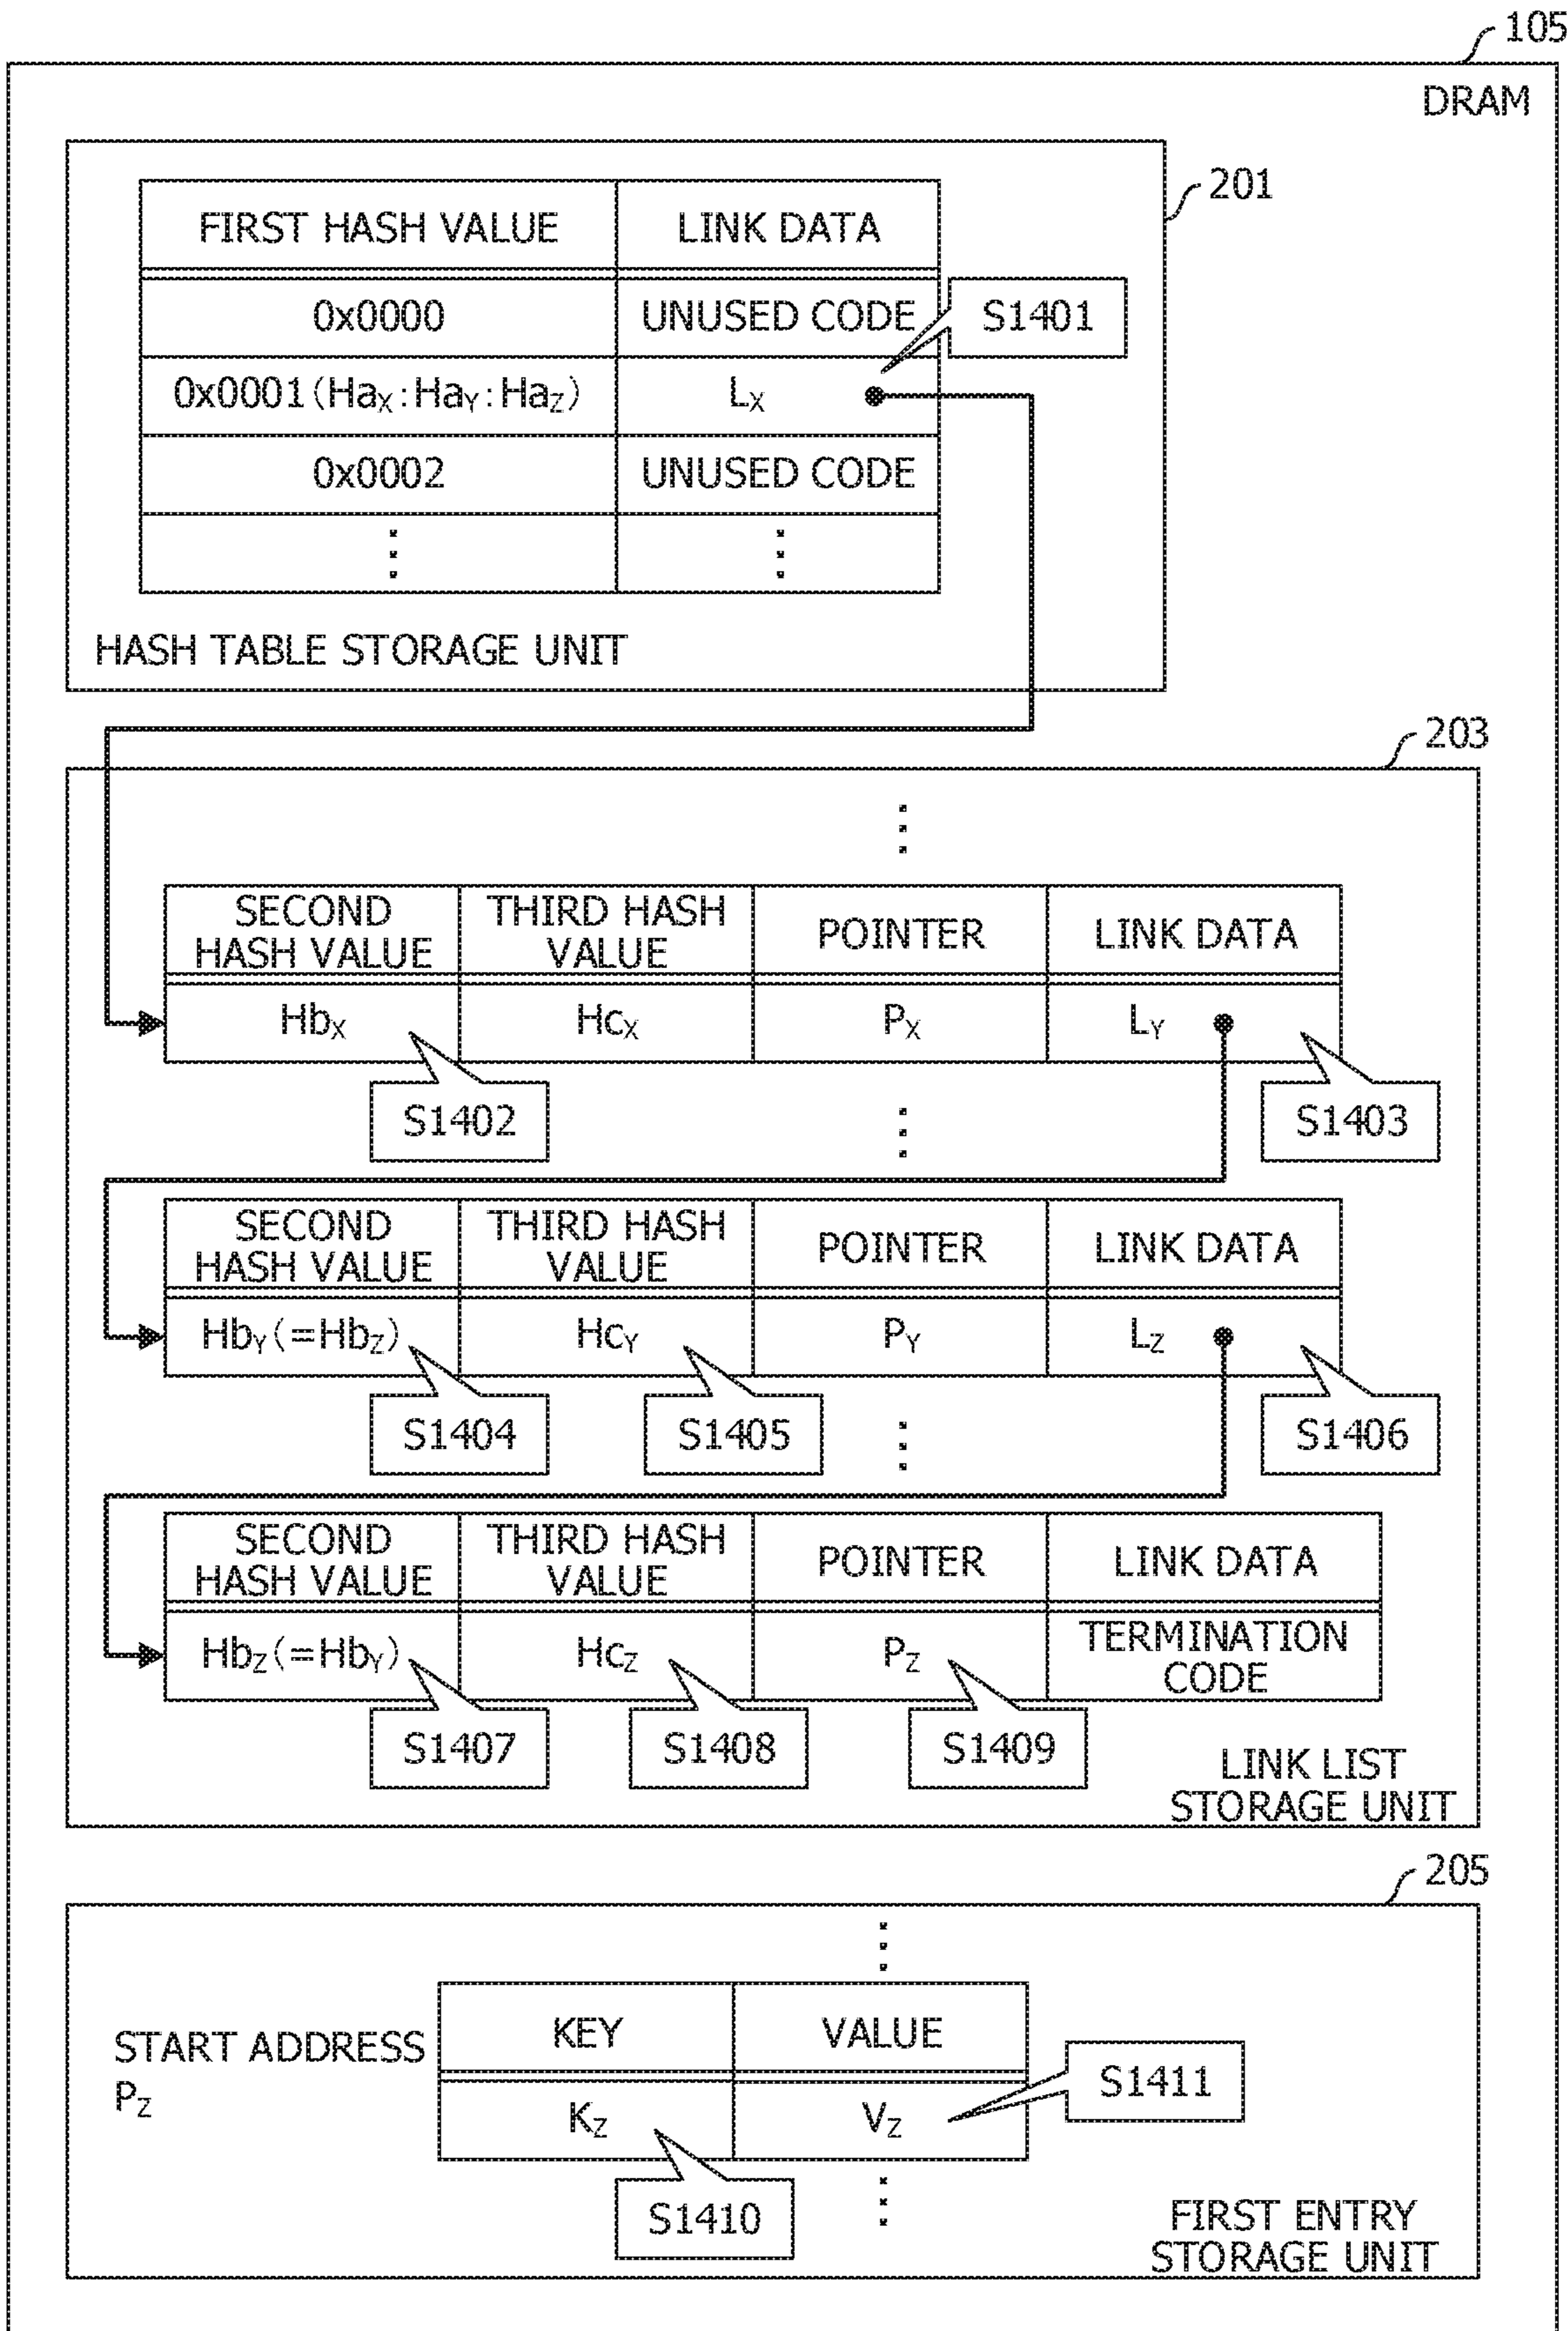 105
DRAM
201
FIRST HASH VALUE LINK DATA
0x0000 UNUSED CODE S1401
0x0001(HaX:HaY:HaZ) LX
0x0002 UNUSED CODE
⋮ ⋮
HASH TABLE STORAGE UNIT
203
⋮
SECOND HASH VALUE THIRD HASH VALUE POINTER LINK DATA
HbX HcX PX LY
S1402 ⋮ S1403
SECOND HASH VALUE THIRD HASH VALUE POINTER LINK DATA
HbY(=HbZ) HcY PY LZ
S1404 S1405 ⋮ S1406
SECOND HASH VALUE THIRD HASH VALUE POINTER LINK DATA
HbZ(=HbY) HcZ PZ TERMINATION CODE
S1407 S1408 S1409
LINK LIST
STORAGE UNIT
205
⋮
START ADDRESS KEY VALUE
PZ KZ VZ S1411
S1410 ⋮
FIRST ENTRY
STORAGE UNIT